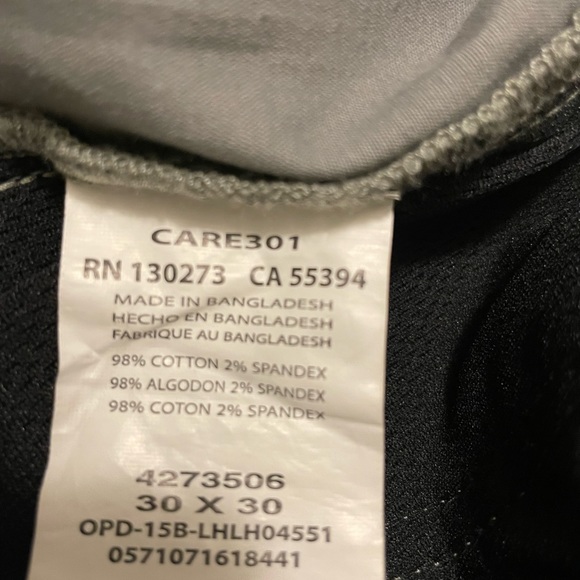 CARE301
RN 130273 CA 55394
MADE IN BANGLADESH
HECHO EN BANGLADESH
FABRIQUE AU BANGLADESH
98% COTTON 2% SPANDEX
98% ALGODON 2% SPANDEX
98% COTON 2% SPANDEX
4273506
30 X 30
OPD-15B-LHLH04551
0571071618441